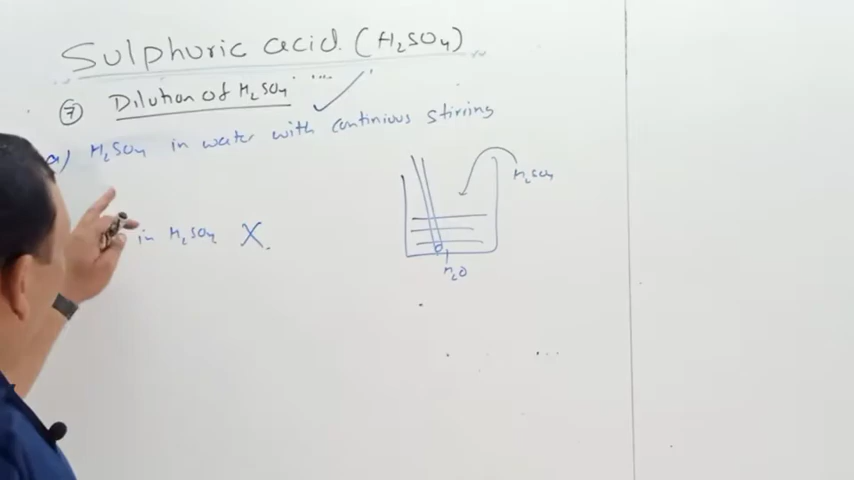 Sulphuric acid. (H₂SO₄)
⑦ Dilution of H₂SO₄
a) H₂SO₄ in water with continious stirring
H₂SO₄
in H₂SO₄ X.
H₂O